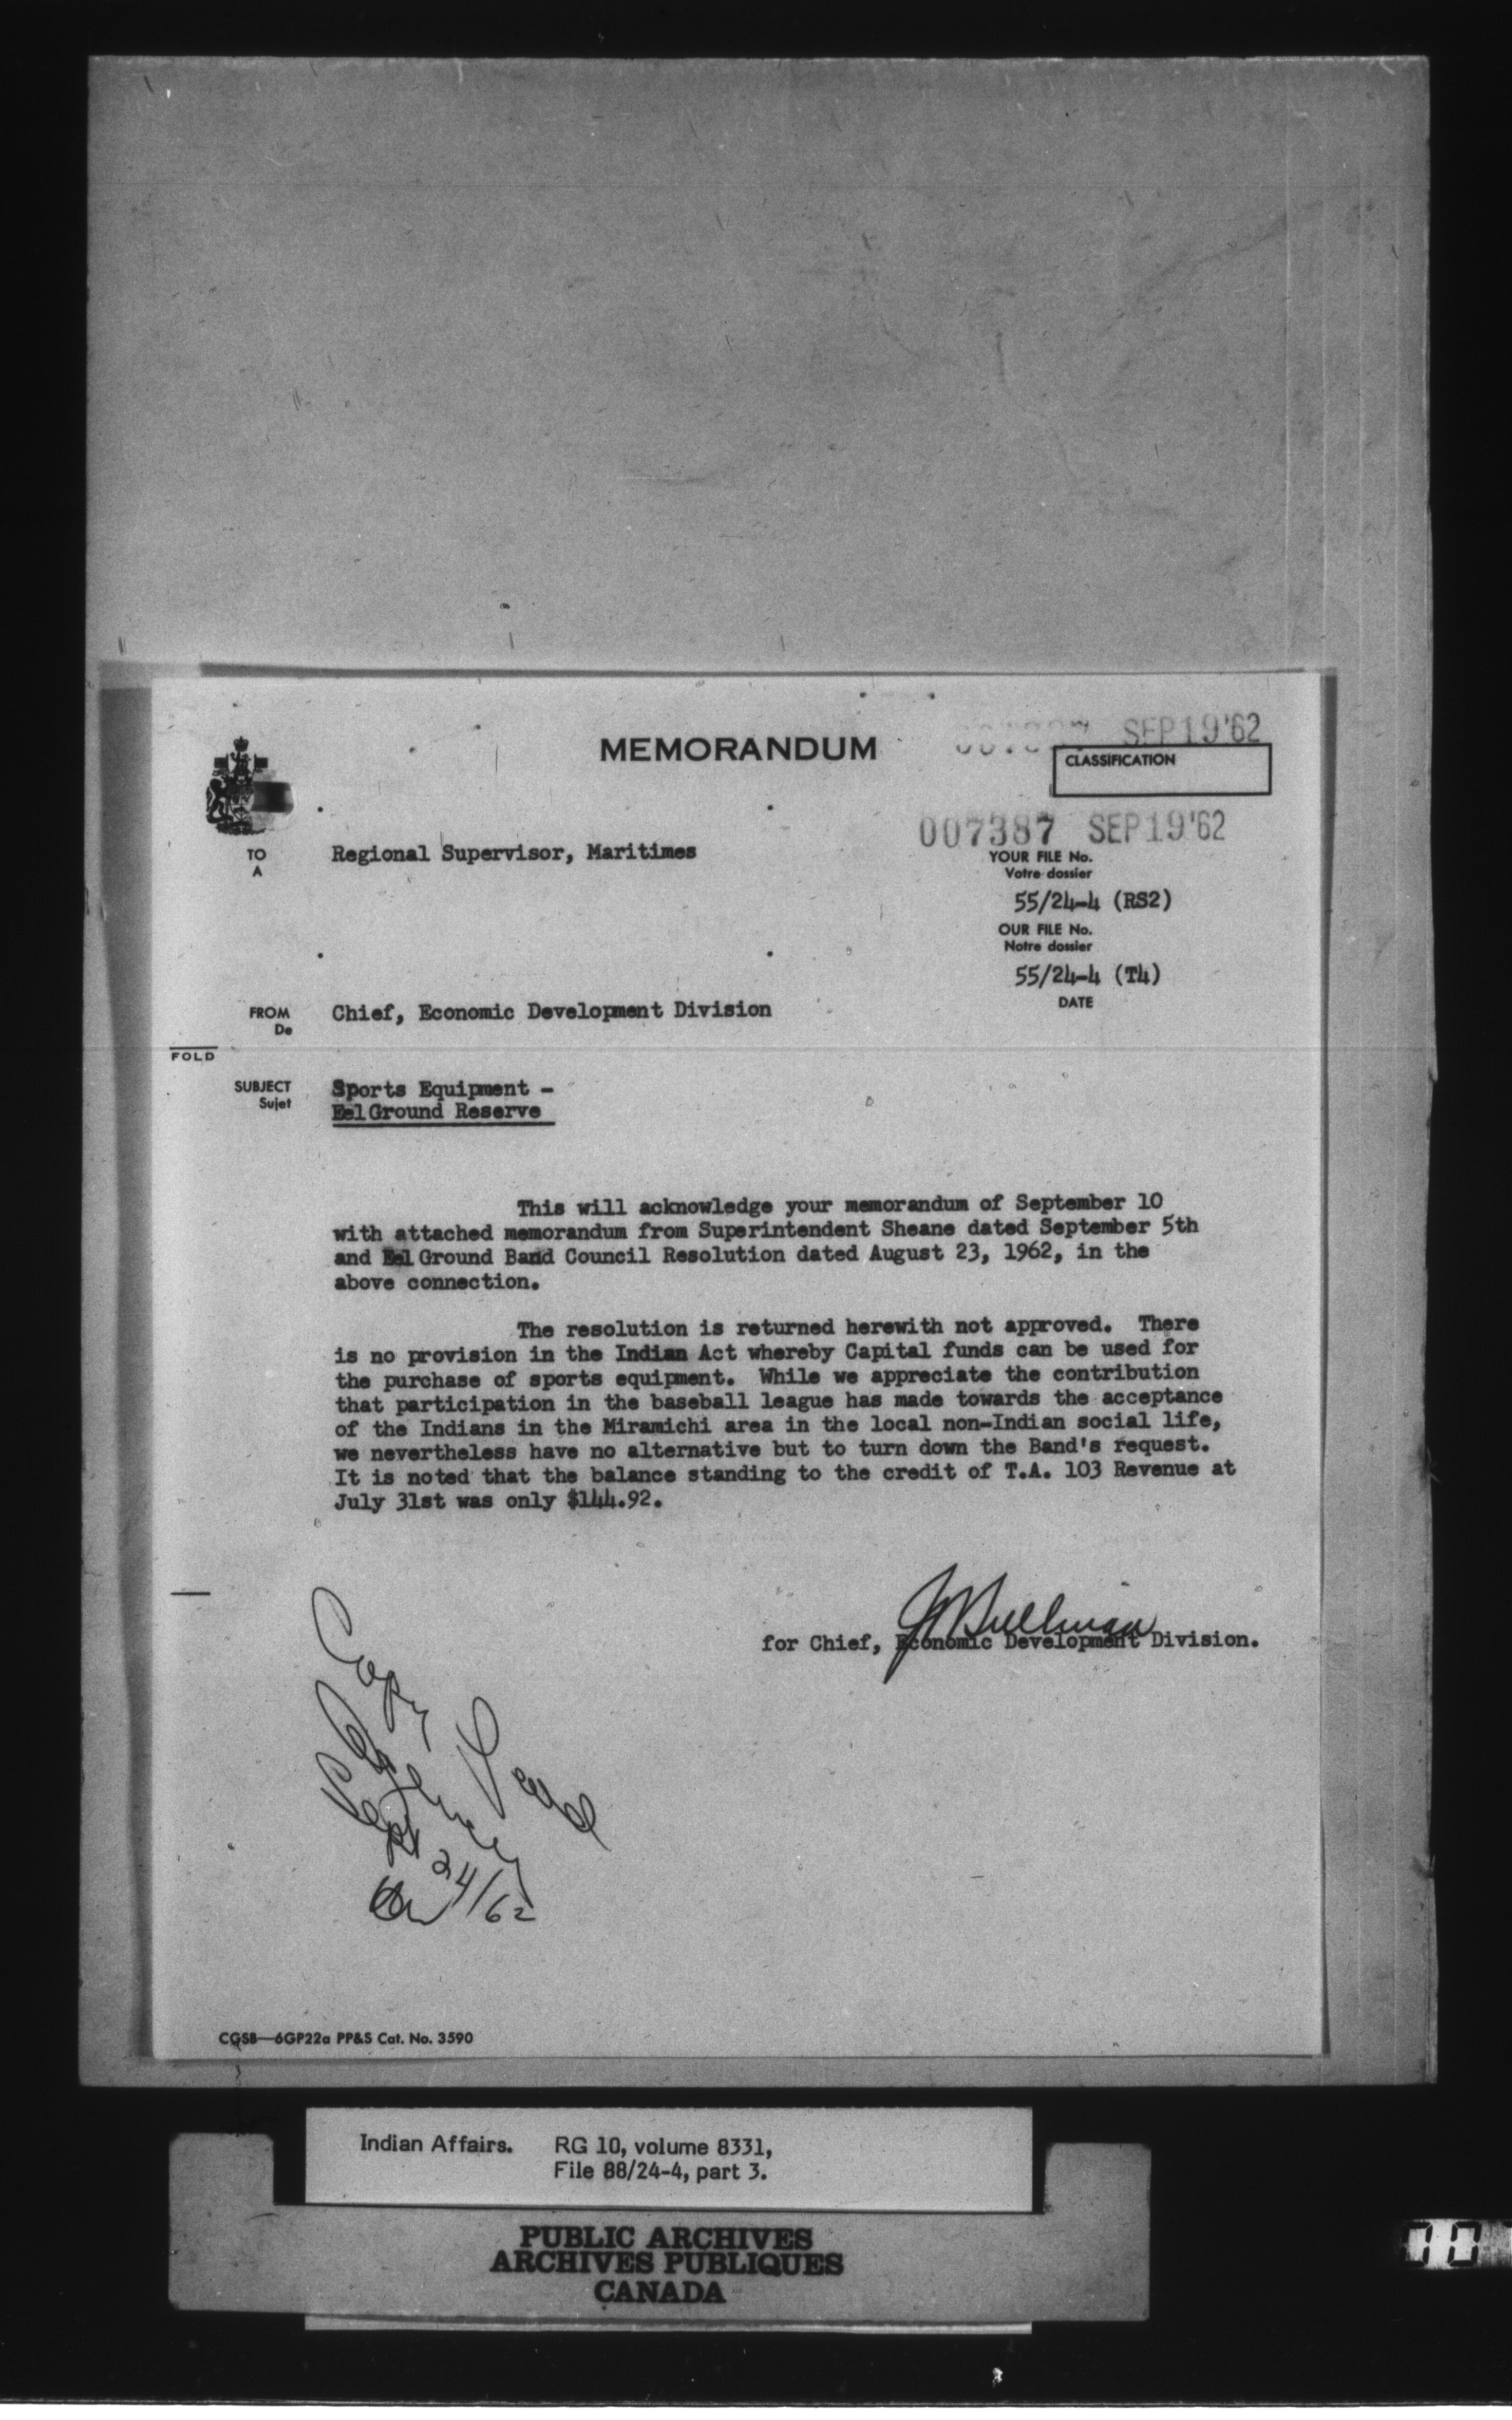 MEMORANDUM
SEP 19 '62
CLASSIFICATION
007387 SEP 19 '62
TO
A
Regional Supervisor, Maritimes
YOUR FILE No.
Votre dossier
55/24-4 (RS2)
OUR FILE No.
Notre dossier
55/24-4 (T4)
DATE
FROM
De
Chief, Economic Development Division
FOLD
SUBJECT
Sujet
Sports Equipment -
Eel Ground Reserve
This will acknowledge your memorandum of September 10
with attached memorandum from Superintendent Sheane dated September 5th
and Eel Ground Band Council Resolution dated August 23, 1962, in the
above connection.
The resolution is returned herewith not approved. There
is no provision in the Indian Act whereby Capital funds can be used for
the purchase of sports equipment. While we appreciate the contribution
that participation in the baseball league has made towards the acceptance
of the Indians in the Miramichi area in the local non-Indian social life,
we nevertheless have no alternative but to turn down the Band's request.
It is noted that the balance standing to the credit of T.A. 103 Revenue at
July 31st was only $144.92.
for Chief, Economic Development Division.
Copy
Agency
Sept 24/62
CGSB—6GP22a PP&S Cat. No. 3590
Indian Affairs. RG 10, volume 8331,
File 88/24-4, part 3.
PUBLIC ARCHIVES
ARCHIVES PUBLIQUES
CANADA